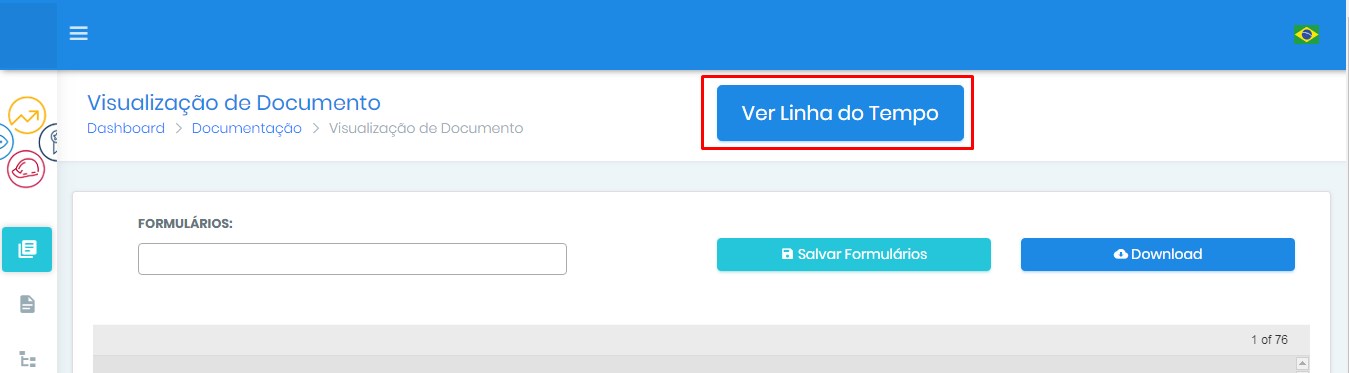 Visualização de Documento
Ver Linha do Tempo
Dashboard > Documentação > Visualização de Documento
FORMULÁRIOS:
Salvar Formulários
Download
1 of 76